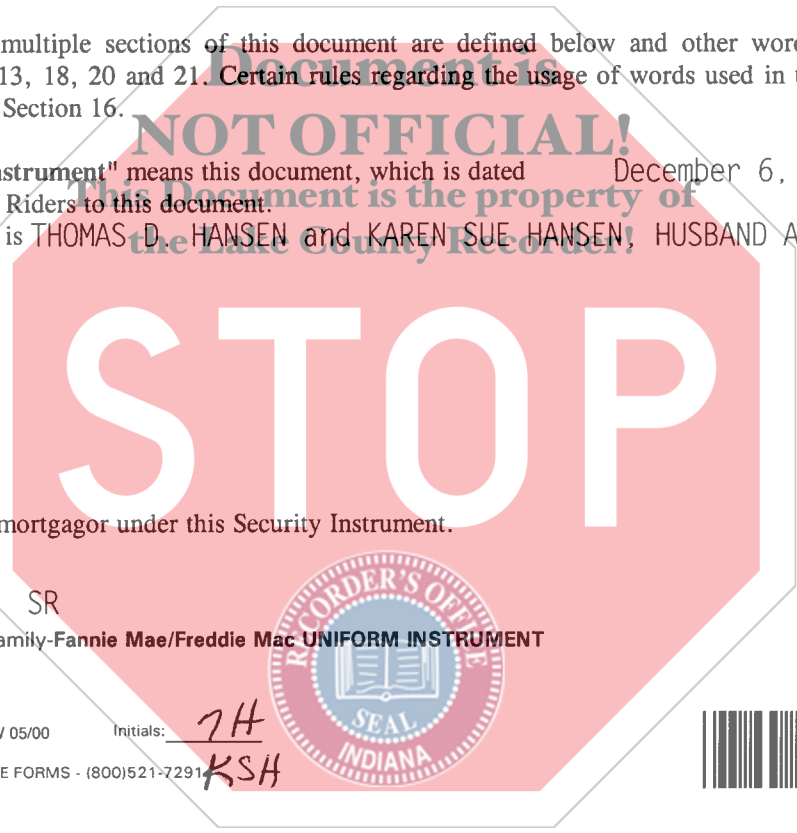 multiple sections of this document are defined below and other wor
13, 18, 20 and 21. Certain rules regarding the usage of words used in
Section 16.
Document is
NOT OFFICIAL!
This Document is the property of
the Lake County Recorder!
nstrument" means this document, which is dated December 6,
Riders to this document.
is THOMAS D. HANSEN and KAREN SUE HANSEN, HUSBAND A
STOP
mortgagor under this Security Instrument.
SR
amily-Fannie Mae/Freddie Mac UNIFORM INSTRUMENT
RECORDER'S OFFICE
SEAL
INDIANA
/ 05/00 Initials: TH
E FORMS - (800)521-7291 KSH